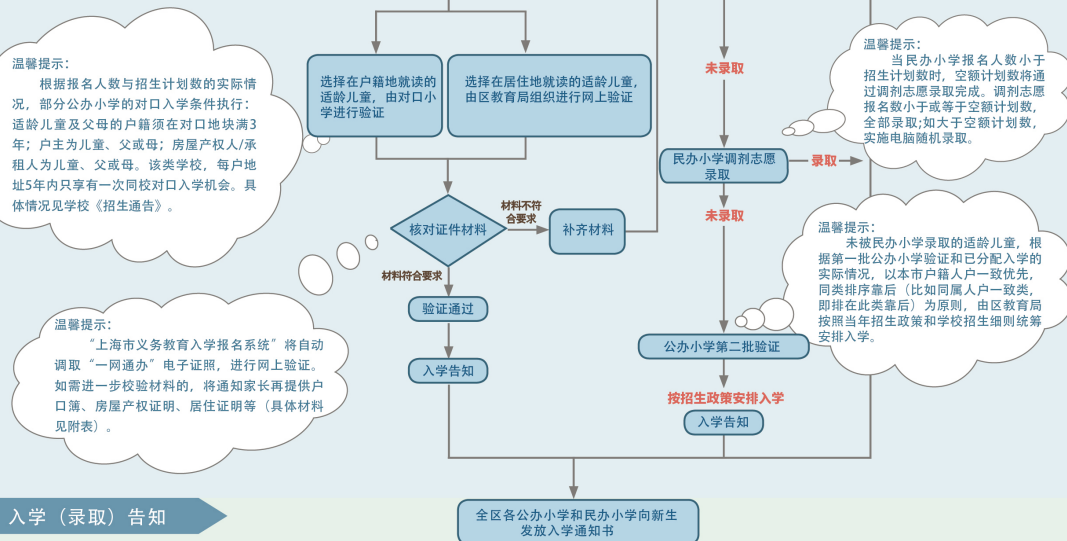 温馨提示：
根据报名人数与招生计划数的实际情
况，部分公办小学的对口入学条件执行：
适龄儿童及父母的户籍须在对口地块满3
年；户主为儿童、父或母；房屋产权人/承
租人为儿童、父或母。该类学校，每户地
址5年内只享有一次同校对口入学机会。具
体情况见学校《招生通告》。
选择在户籍地就读的
适龄儿童，由对口小
学进行验证
选择在居住地就读的适龄儿童，
由区教育局组织进行网上验证
未录取
温馨提示：
当民办小学报名人数小于
招生计划数时，空额计划数将通
过调剂志愿录取完成。调剂志愿
报名数小于或等于空额计划数，
全部录取;如大于空额计划数，
实施电脑随机录取。
民办小学调剂志愿
录取
录取
未录取
核对证件材料
材料不符
合要求
补齐材料
材料符合要求
验证通过
入学告知
温馨提示：
未被民办小学录取的适龄儿童，根
据第一批公办小学验证和已分配入学的
实际情况，以本市户籍人户一致优先，
同类排序靠后（比如同属人户一致类，
即排在此类靠后）为原则，由区教育局
按照当年招生政策和学校招生细则统筹
安排入学。
温馨提示：
“上海市义务教育入学报名系统”将自动
调取“一网通办”电子证照，进行网上验证。
如需进一步校验材料的，将通知家长再提供户
口簿、房屋产权证明、居住证明等（具体材料
见附表）。
公办小学第二批验证
按招生政策安排入学
入学告知
入学（录取）告知
全区各公办小学和民办小学向新生
发放入学通知书